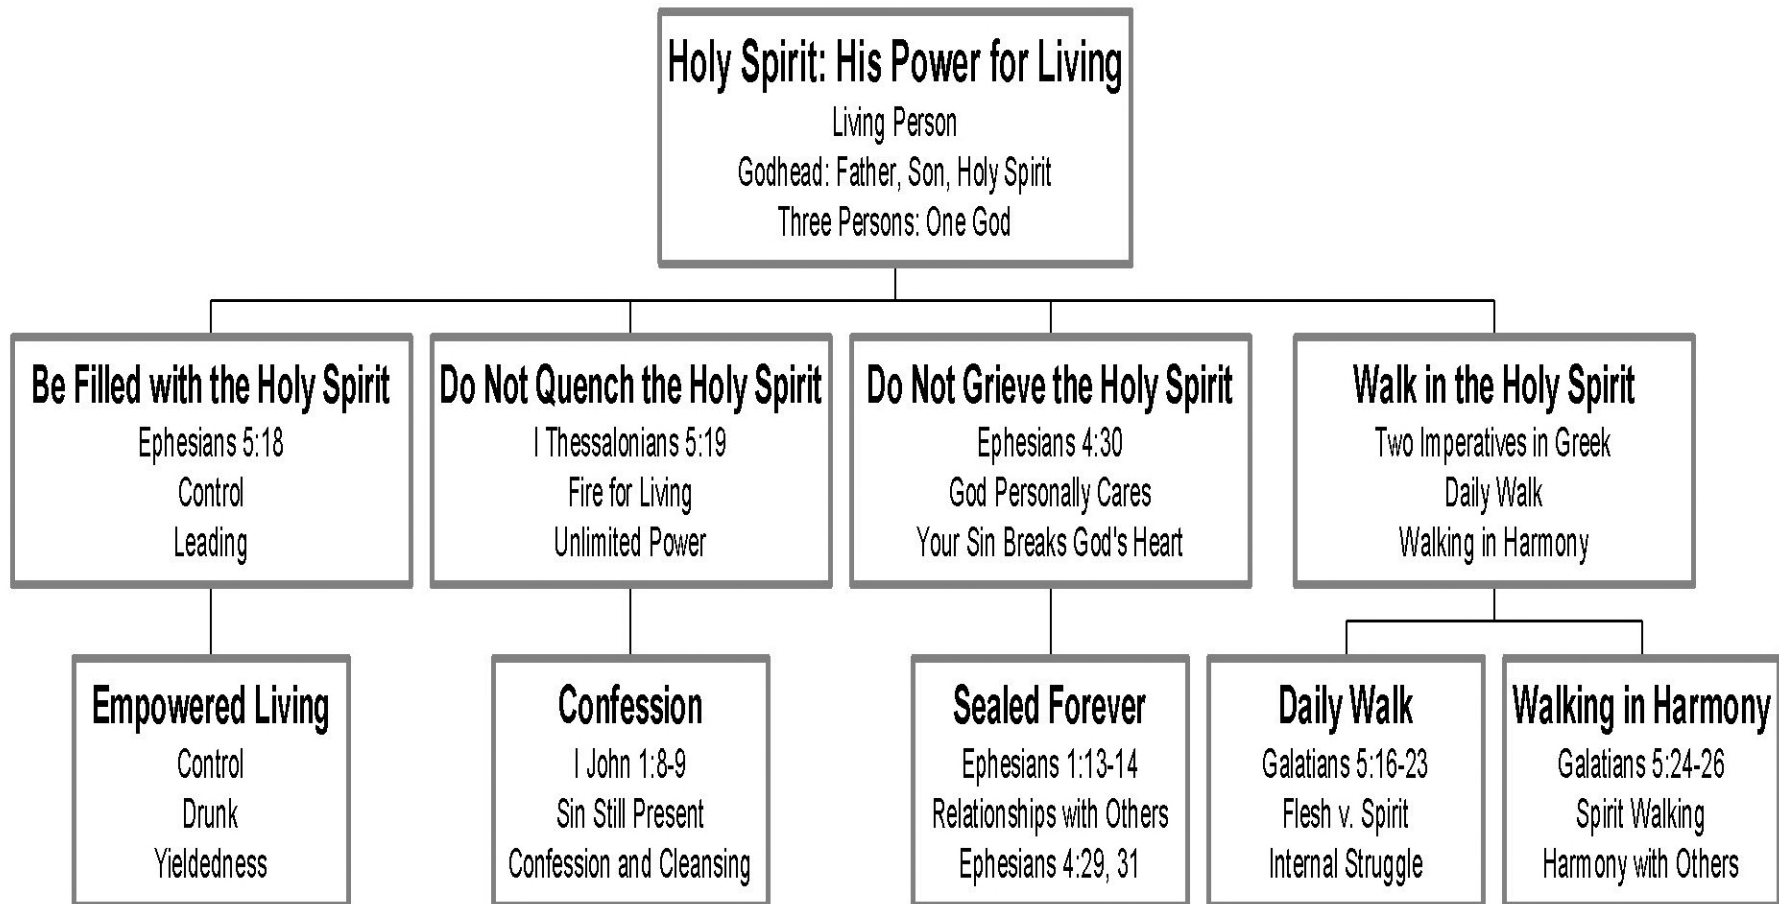 Holy Spirit: His Power for Living
Living Person
Godhead: Father, Son, Holy Spirit
Three Persons: One God
Be Filled with the Holy Spirit
Ephesians 5:18
Control
Leading
Do Not Quench the Holy Spirit
I Thessalonians 5:19
Fire for Living
Unlimited Power
Do Not Grieve the Holy Spirit
Ephesians 4:30
God Personally Cares
Your Sin Breaks God's Heart
Walk in the Holy Spirit
Two Imperatives in Greek
Daily Walk
Walking in Harmony
Empowered Living
Control
Drunk
Yieldedness
Confession
I John 1:8-9
Sin Still Present
Confession and Cleansing
Sealed Forever
Ephesians 1:13-14
Relationships with Others
Ephesians 4:29, 31
Daily Walk
Galatians 5:16-23
Flesh v. Spirit
Internal Struggle
Walking in Harmony
Galatians 5:24-26
Spirit Walking
Harmony with Others